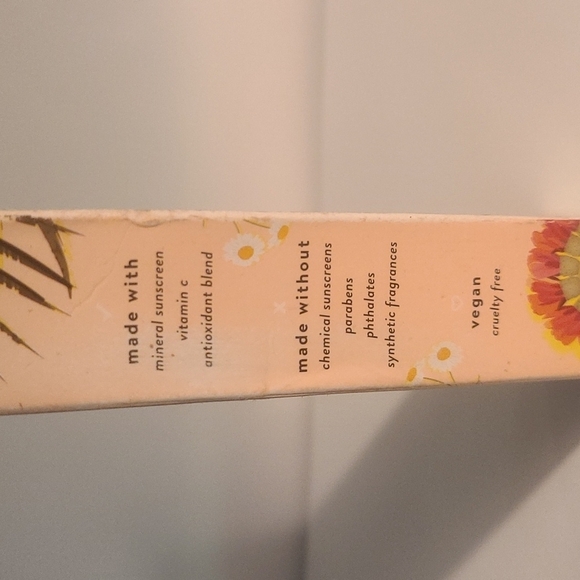 made with
mineral sunscreen
vitamin c
antioxidant blend
made without
chemical sunscreens
parabens
phthalates
synthetic fragrances
vegan
cruelty free